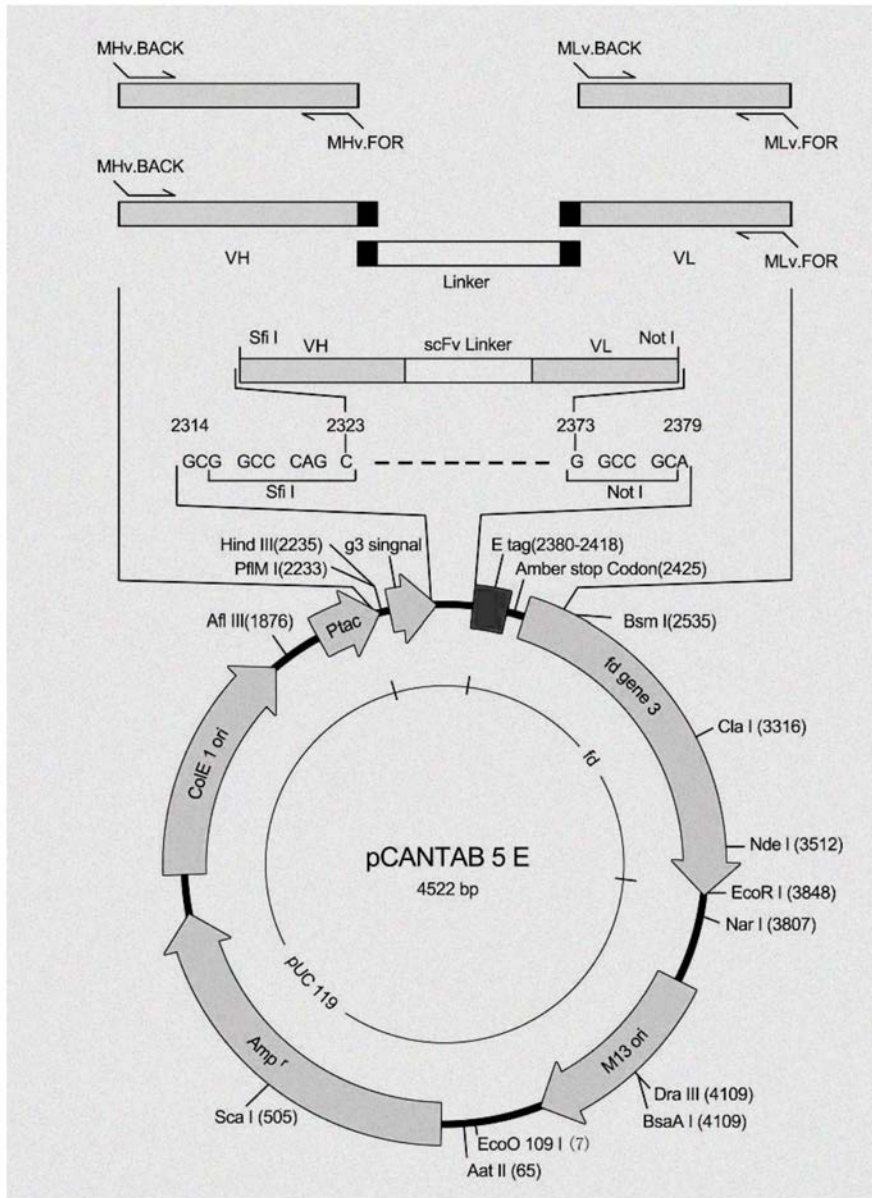 MHv.BACK
MLv.BACK
MHv.FOR
MLv.FOR
MHv.BACK
VH
VL
MLv.FOR
Linker
Sfi I
VH
scFv Linker
VL
Not I
2314
2323
2373
2379
GCG GCC CAG C
G GCC GCA
Sfi I
Not I
Hind III(2235)
g3 singnal
E tag(2380-2418)
PflM I(2233)
Amber stop Codon(2425)
Afl III(1876)
Ptac
Bsm I(2535)
fd gene 3
Cla I (3316)
fd
ColE 1 ori
Nde I (3512)
pCANTAB 5 E
4522 bp
EcoR I (3848)
Nar I (3807)
pUC 119
M13 ori
Amp r
Dra III (4109)
BsaA I (4109)
Sca I (505)
EcoO 109 I (7)
Aat II (65)